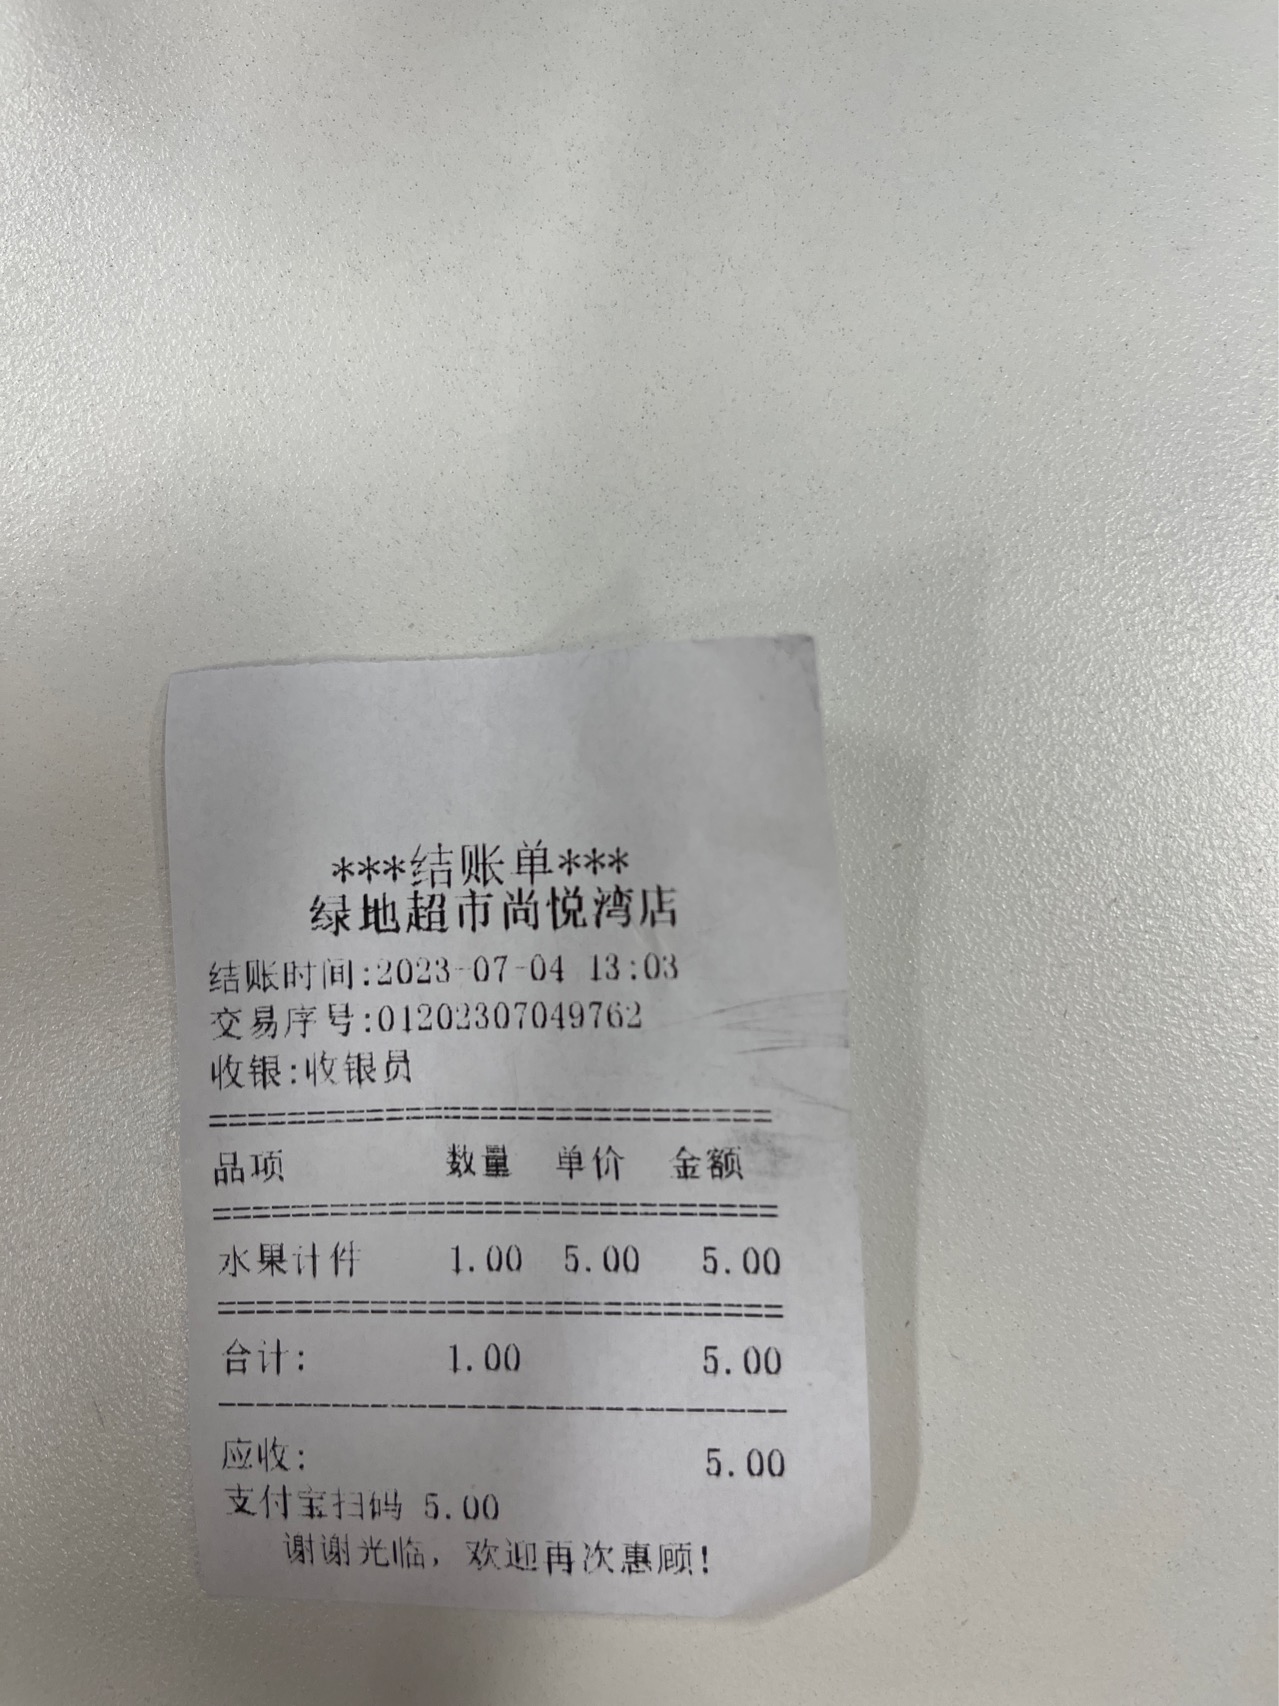 ***结账单***
绿地超市尚悦湾店
结账时间:2023-07-04 13:03
交易序号:01202307049762
收银:收银员
==============================
品项 数量 单价 金额
==============================
水果计件 1.00 5.00 5.00
==============================
合计: 1.00 5.00
------------------------------
应收: 5.00
支付宝扫码 5.00
谢谢光临, 欢迎再次惠顾!